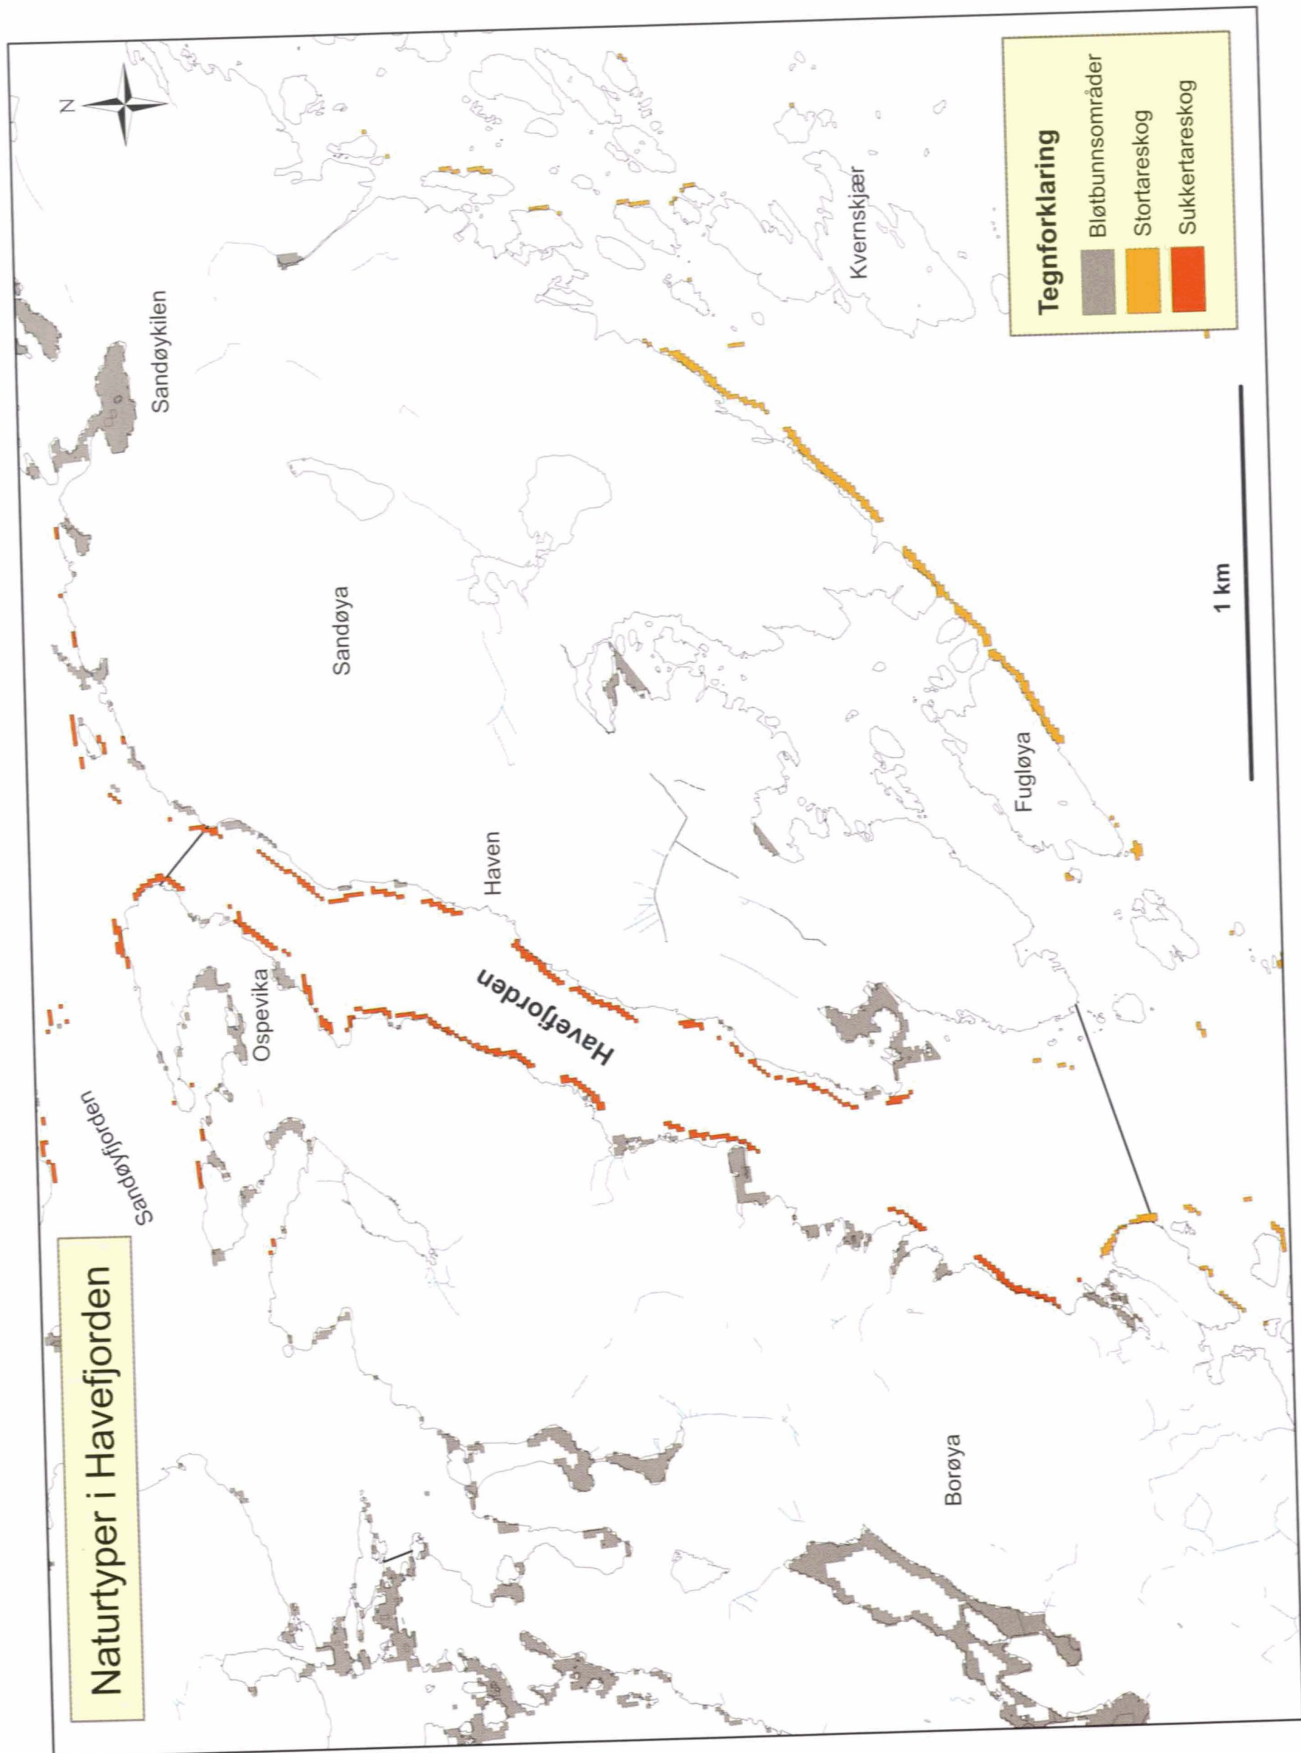 Naturtyper i Havefjorden
N
Sandøyfjorden
Sandøykilen
Ospevika
Sandøya
Haven
Havefjorden
Kvernskjær
Borøya
Fugløya
1 km
Tegnforklaring
Bløtbunnsområder
Stortareskog
Sukkertareskog